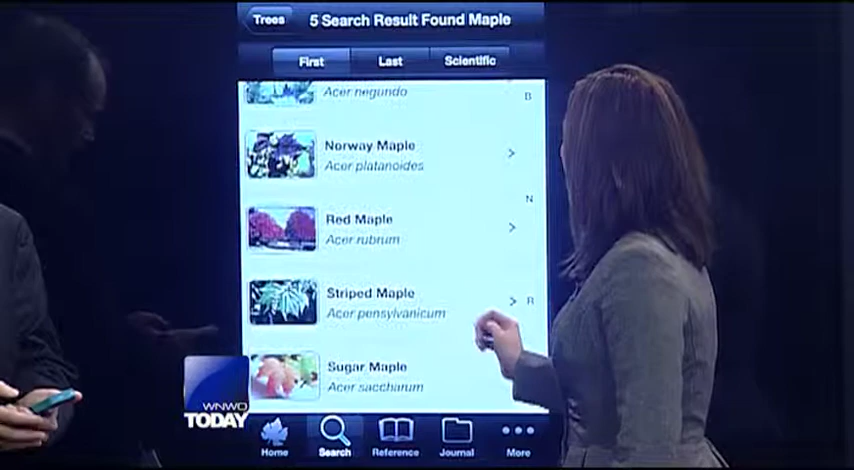 Trees
5 Search Result Found Maple
First
Last
Scientific
Acer negundo
B
Norway Maple
Acer platanoides
N
Red Maple
Acer rubrum
Striped Maple
Acer pensylvanicum
R
Sugar Maple
Acer saccharum
WNWO
TODAY
Home
Search
Reference
Journal
More